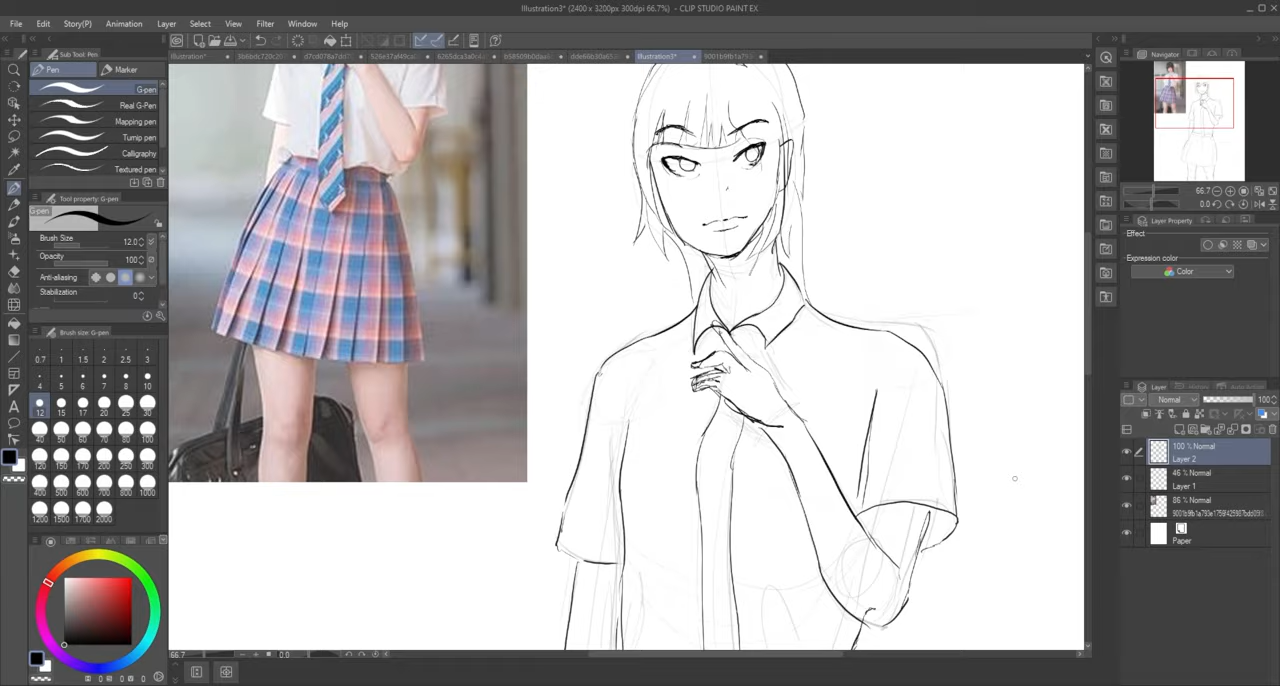 Illustration3* (2400 x 3200px 300dpi 66.7%) - CLIP STUDIO PAINT EX
File Edit Story(P) Animation Layer Select View Filter Window Help
Illustration* Illustration3*
Sub Tool: Pen
Pen Marker
G-pen
Real G-Pen
Mapping pen
Turnip pen
Calligraphy
Textured pen
Tool property: G-pen
G-pen
Brush Size 12.0
Opacity 100
Anti-aliasing
Stabilization 0
Brush size: G-pen
0.7 1 1.5 2 2.5 3
4 5 6 7 8 10
12 15 17 20 25 30
40 50 60 70 80 100
120 150 170 200 250 300
400 500 600 700 800 1000
1200 1500 1700 2000
66.7 0.0
Navigator
66.7
0.0
Layer Property
Effect
Expression color
Color
Layer History Auto Action
Normal 100
100 % Normal
Layer 2
46 % Normal
Layer 1
86 % Normal
Paper